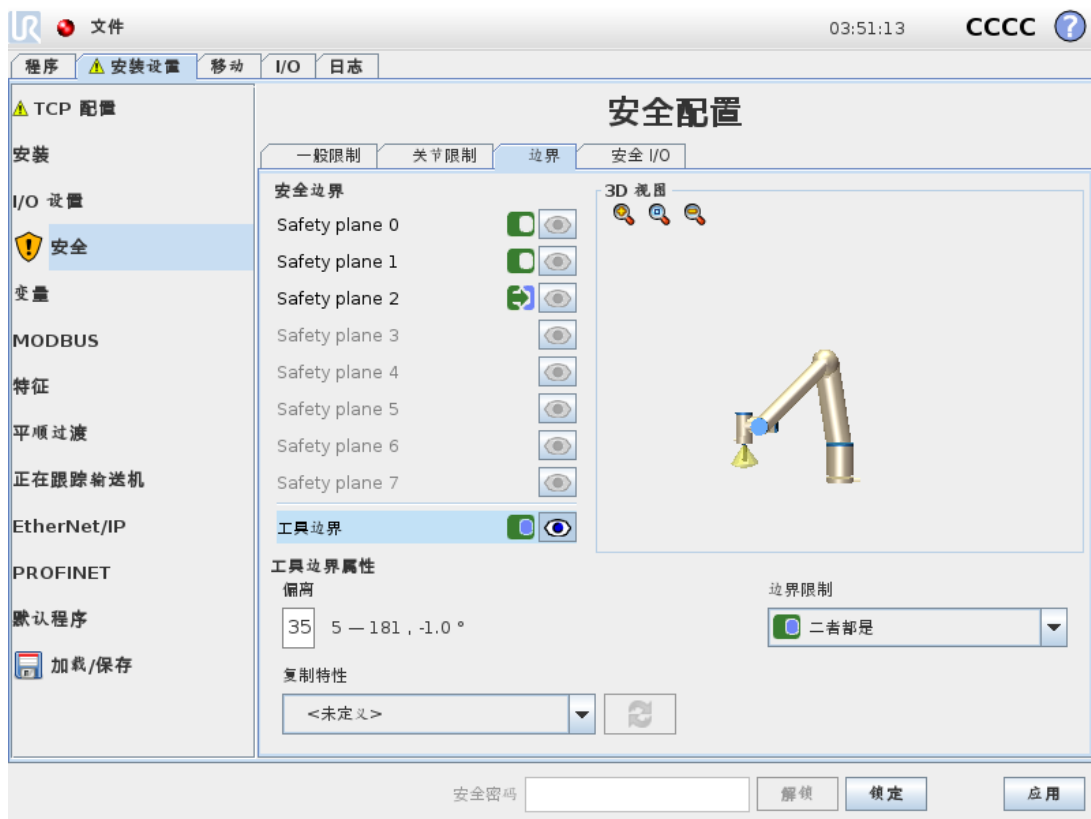 UR 文件 03:51:13 CCCC ?
程序 安装设置 移动 I/O 日志
TCP 配置
安装
I/O 设置
安全
变量
MODBUS
特征
平顺过渡
正在跟踪输送机
EtherNet/IP
PROFINET
默认程序
加载/保存
安全配置
一般限制 关节限制 边界 安全 I/O
安全边界
Safety plane 0
Safety plane 1
Safety plane 2
Safety plane 3
Safety plane 4
Safety plane 5
Safety plane 6
Safety plane 7
工具边界
3D 视图
工具边界属性
偏离
35 5 — 181 , -1.0 °
边界限制
二者都是
复制特性
<未定义>
安全密码 解锁 锁定 应用